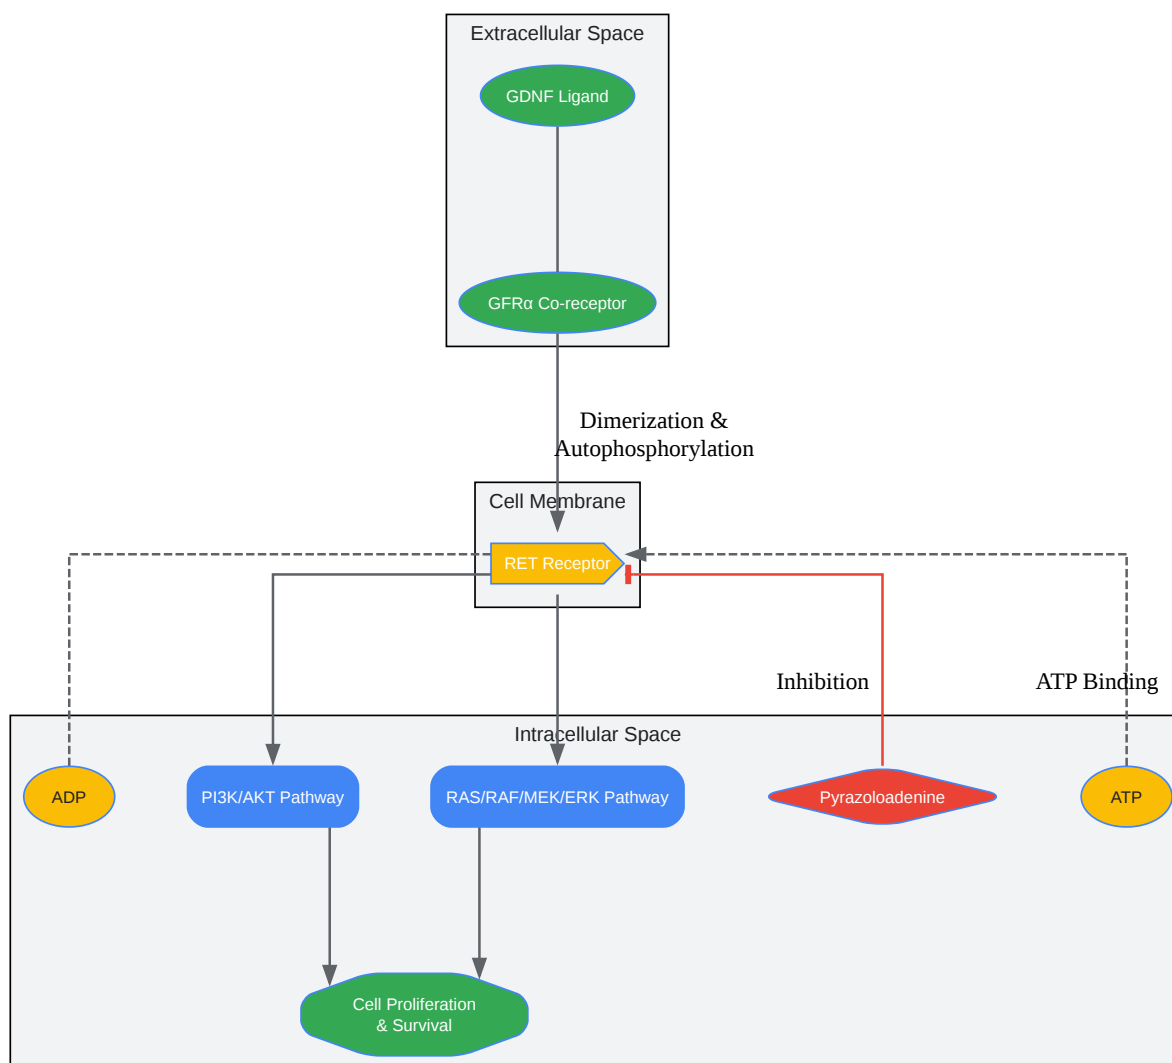 Extracellular Space
GDNF Ligand
GFRα Co-receptor
Dimerization &
Autophosphorylation
Cell Membrane
RET Receptor
Inhibition
ATP Binding
Intracellular Space
ADP
PI3K/AKT Pathway
RAS/RAF/MEK/ERK Pathway
Pyrazoloadenine
ATP
Cell Proliferation
& Survival